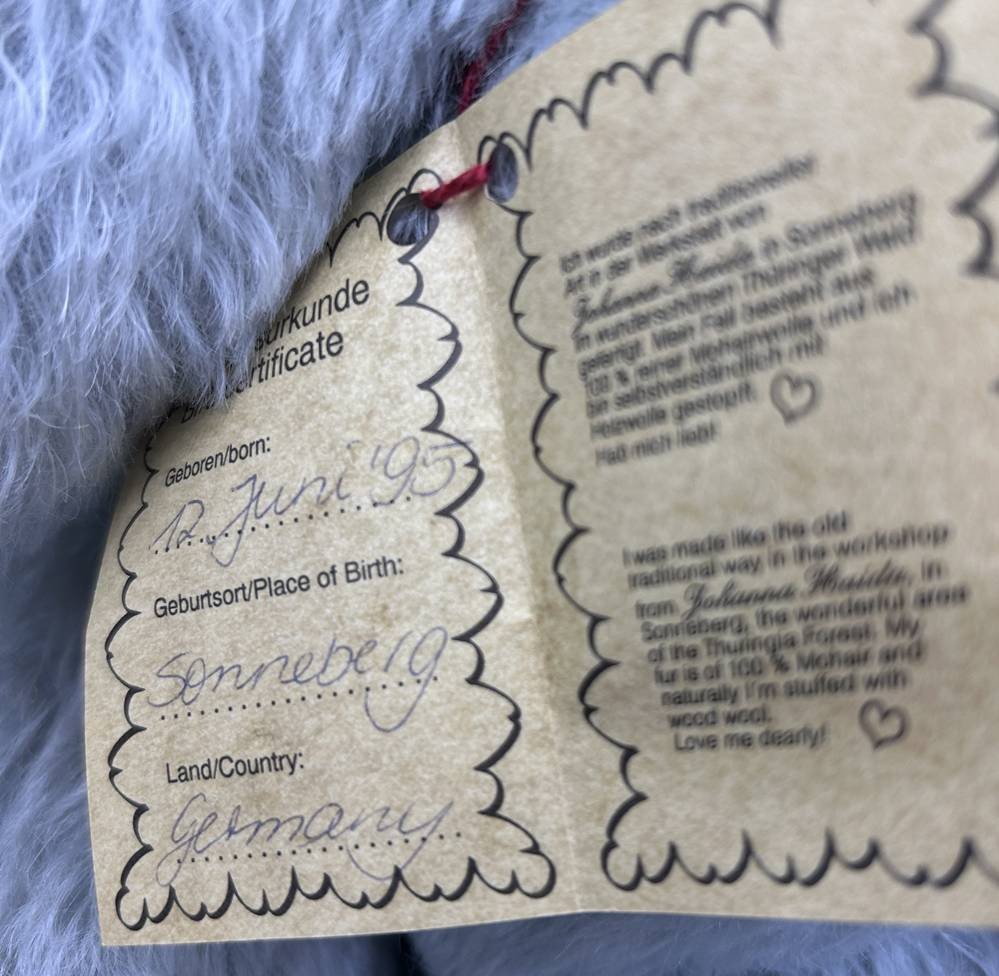 urkunde
rtificate
Geboren/born:
12. Juni '95
Geburtsort/Place of Birth:
Sonneberg
Land/Country:
Germany
Ich wurde nach traditioneller
Art in der Werkstatt von
Johanna Haida in Sonneberg
im wunderschönen Thüringer Wald
gefertigt. Mein Fell besteht aus
100 % reiner Mohairwolle, und ich
bin selbstverständlich mit
Holzwolle gestopft.
Hab mich lieb!
I was made like the old
traditional way, in the workshop
from Johanna Haida, in
Sonneberg, the wonderful area
of the Thuringia Forest. My
fur is of 100 % Mohair and
naturally I'm stuffed with
wood wool.
Love me dearly!